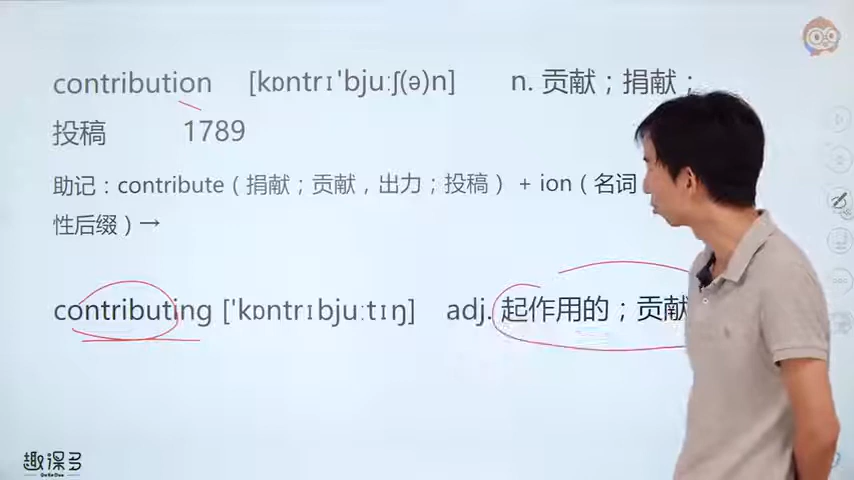 contribution [kɒntrɪ'bjuːʃ(ə)n] n. 贡献；捐献；
投稿 1789
助记：contribute（捐献；贡献，出力；投稿）+ ion（名词
性后缀）→
contributing ['kɒntrɪbjuːtɪŋ] adj. 起作用的；贡献
趣课多